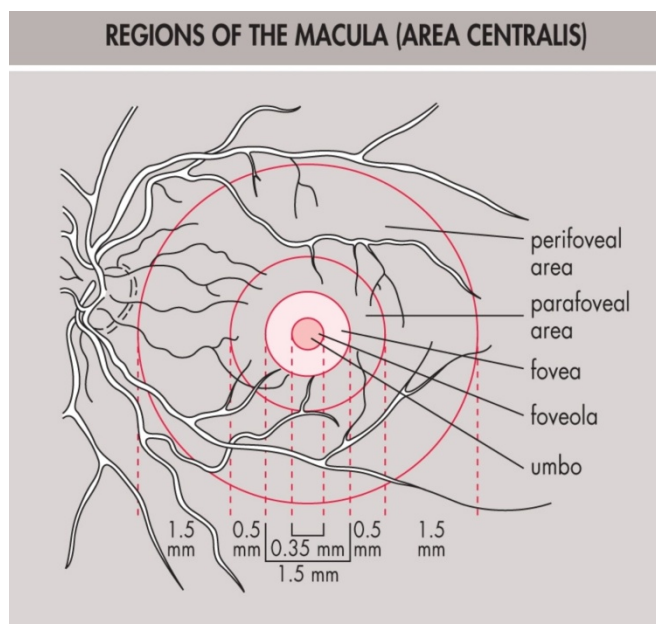 REGIONS OF THE MACULA (AREA CENTRALIS)
perifoveal
area
parafoveal
area
fovea
foveola
umbo
1.5
mm
0.5
mm
0.35 mm
0.5
mm
1.5
mm
1.5 mm